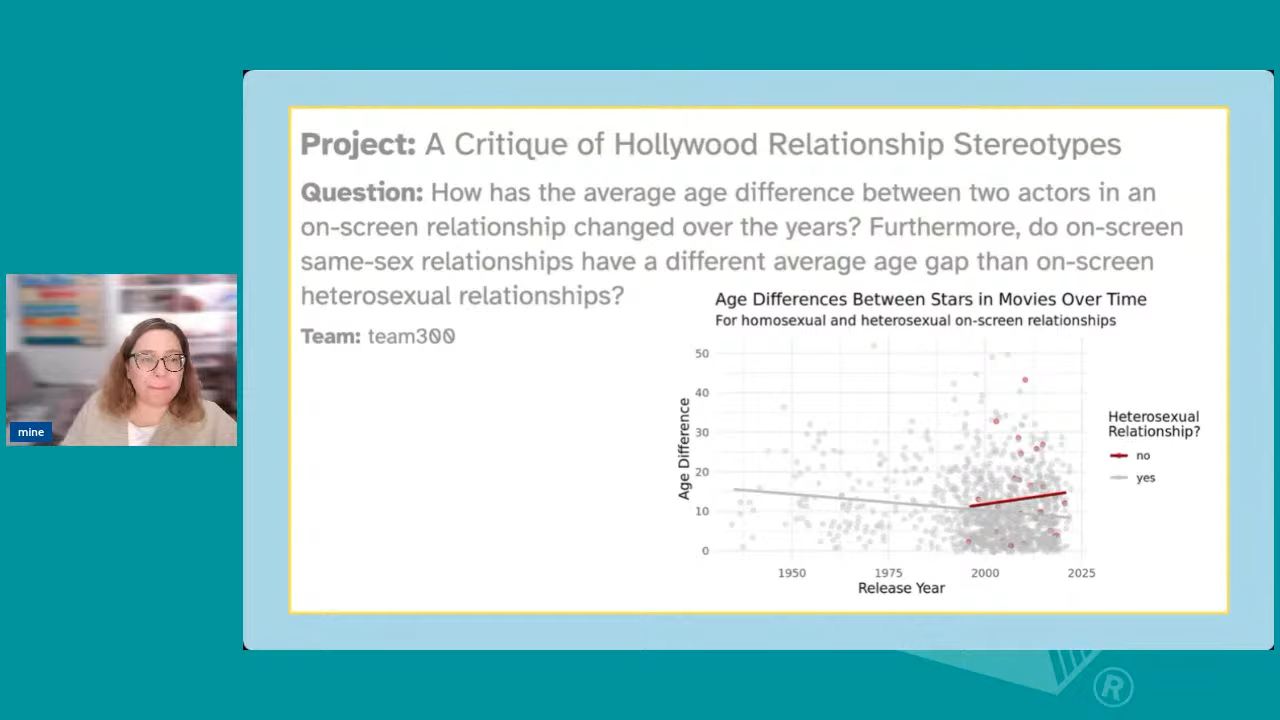 Project: A Critique of Hollywood Relationship Stereotypes
Question: How has the average age difference between two actors in an
on-screen relationship changed over the years? Furthermore, do on-screen
same-sex relationships have a different average age gap than on-screen
heterosexual relationships?
Team: team300
Age Differences Between Stars in Movies Over Time
For homosexual and heterosexual on-screen relationships
50
40
30
20
10
0
Age Difference
1950 1975 2000 2025
Release Year
Heterosexual
Relationship?
no
yes
mine
®